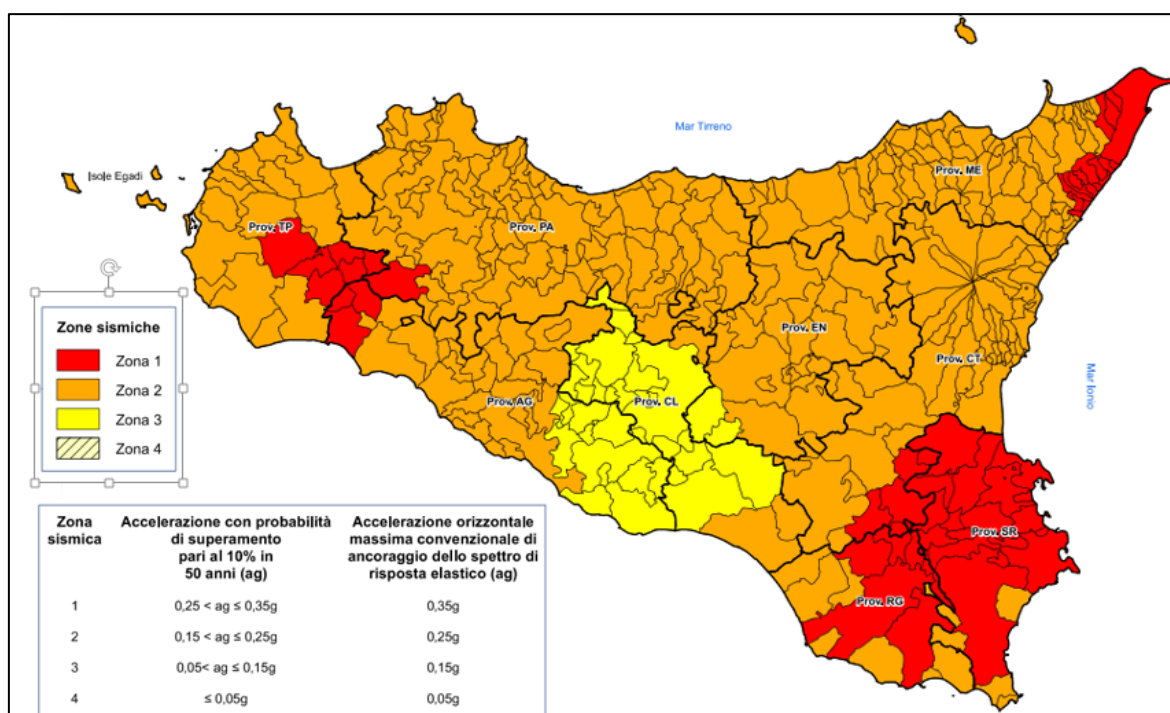 Mar Tirreno
Isole Egadi
Prov. ME
Prov. TP
Prov. PA
Prov. EN
Prov. CT
Mar Ionio
Prov. AG
Prov. CL
Prov. SR
Prov. RG
Zone sismiche
Zona 1
Zona 2
Zona 3
Zona 4
Zona sismica
Accelerazione con probabilità
di superamento
pari al 10% in
50 anni (ag)
Accelerazione orizzontale
massima convenzionale di
ancoraggio dello spettro di
risposta elastico (ag)
1 0,25 < ag ≤ 0,35g 0,35g
2 0,15 < ag ≤ 0,25g 0,25g
3 0,05< ag ≤ 0,15g 0,15g
4 ≤ 0,05g 0,05g